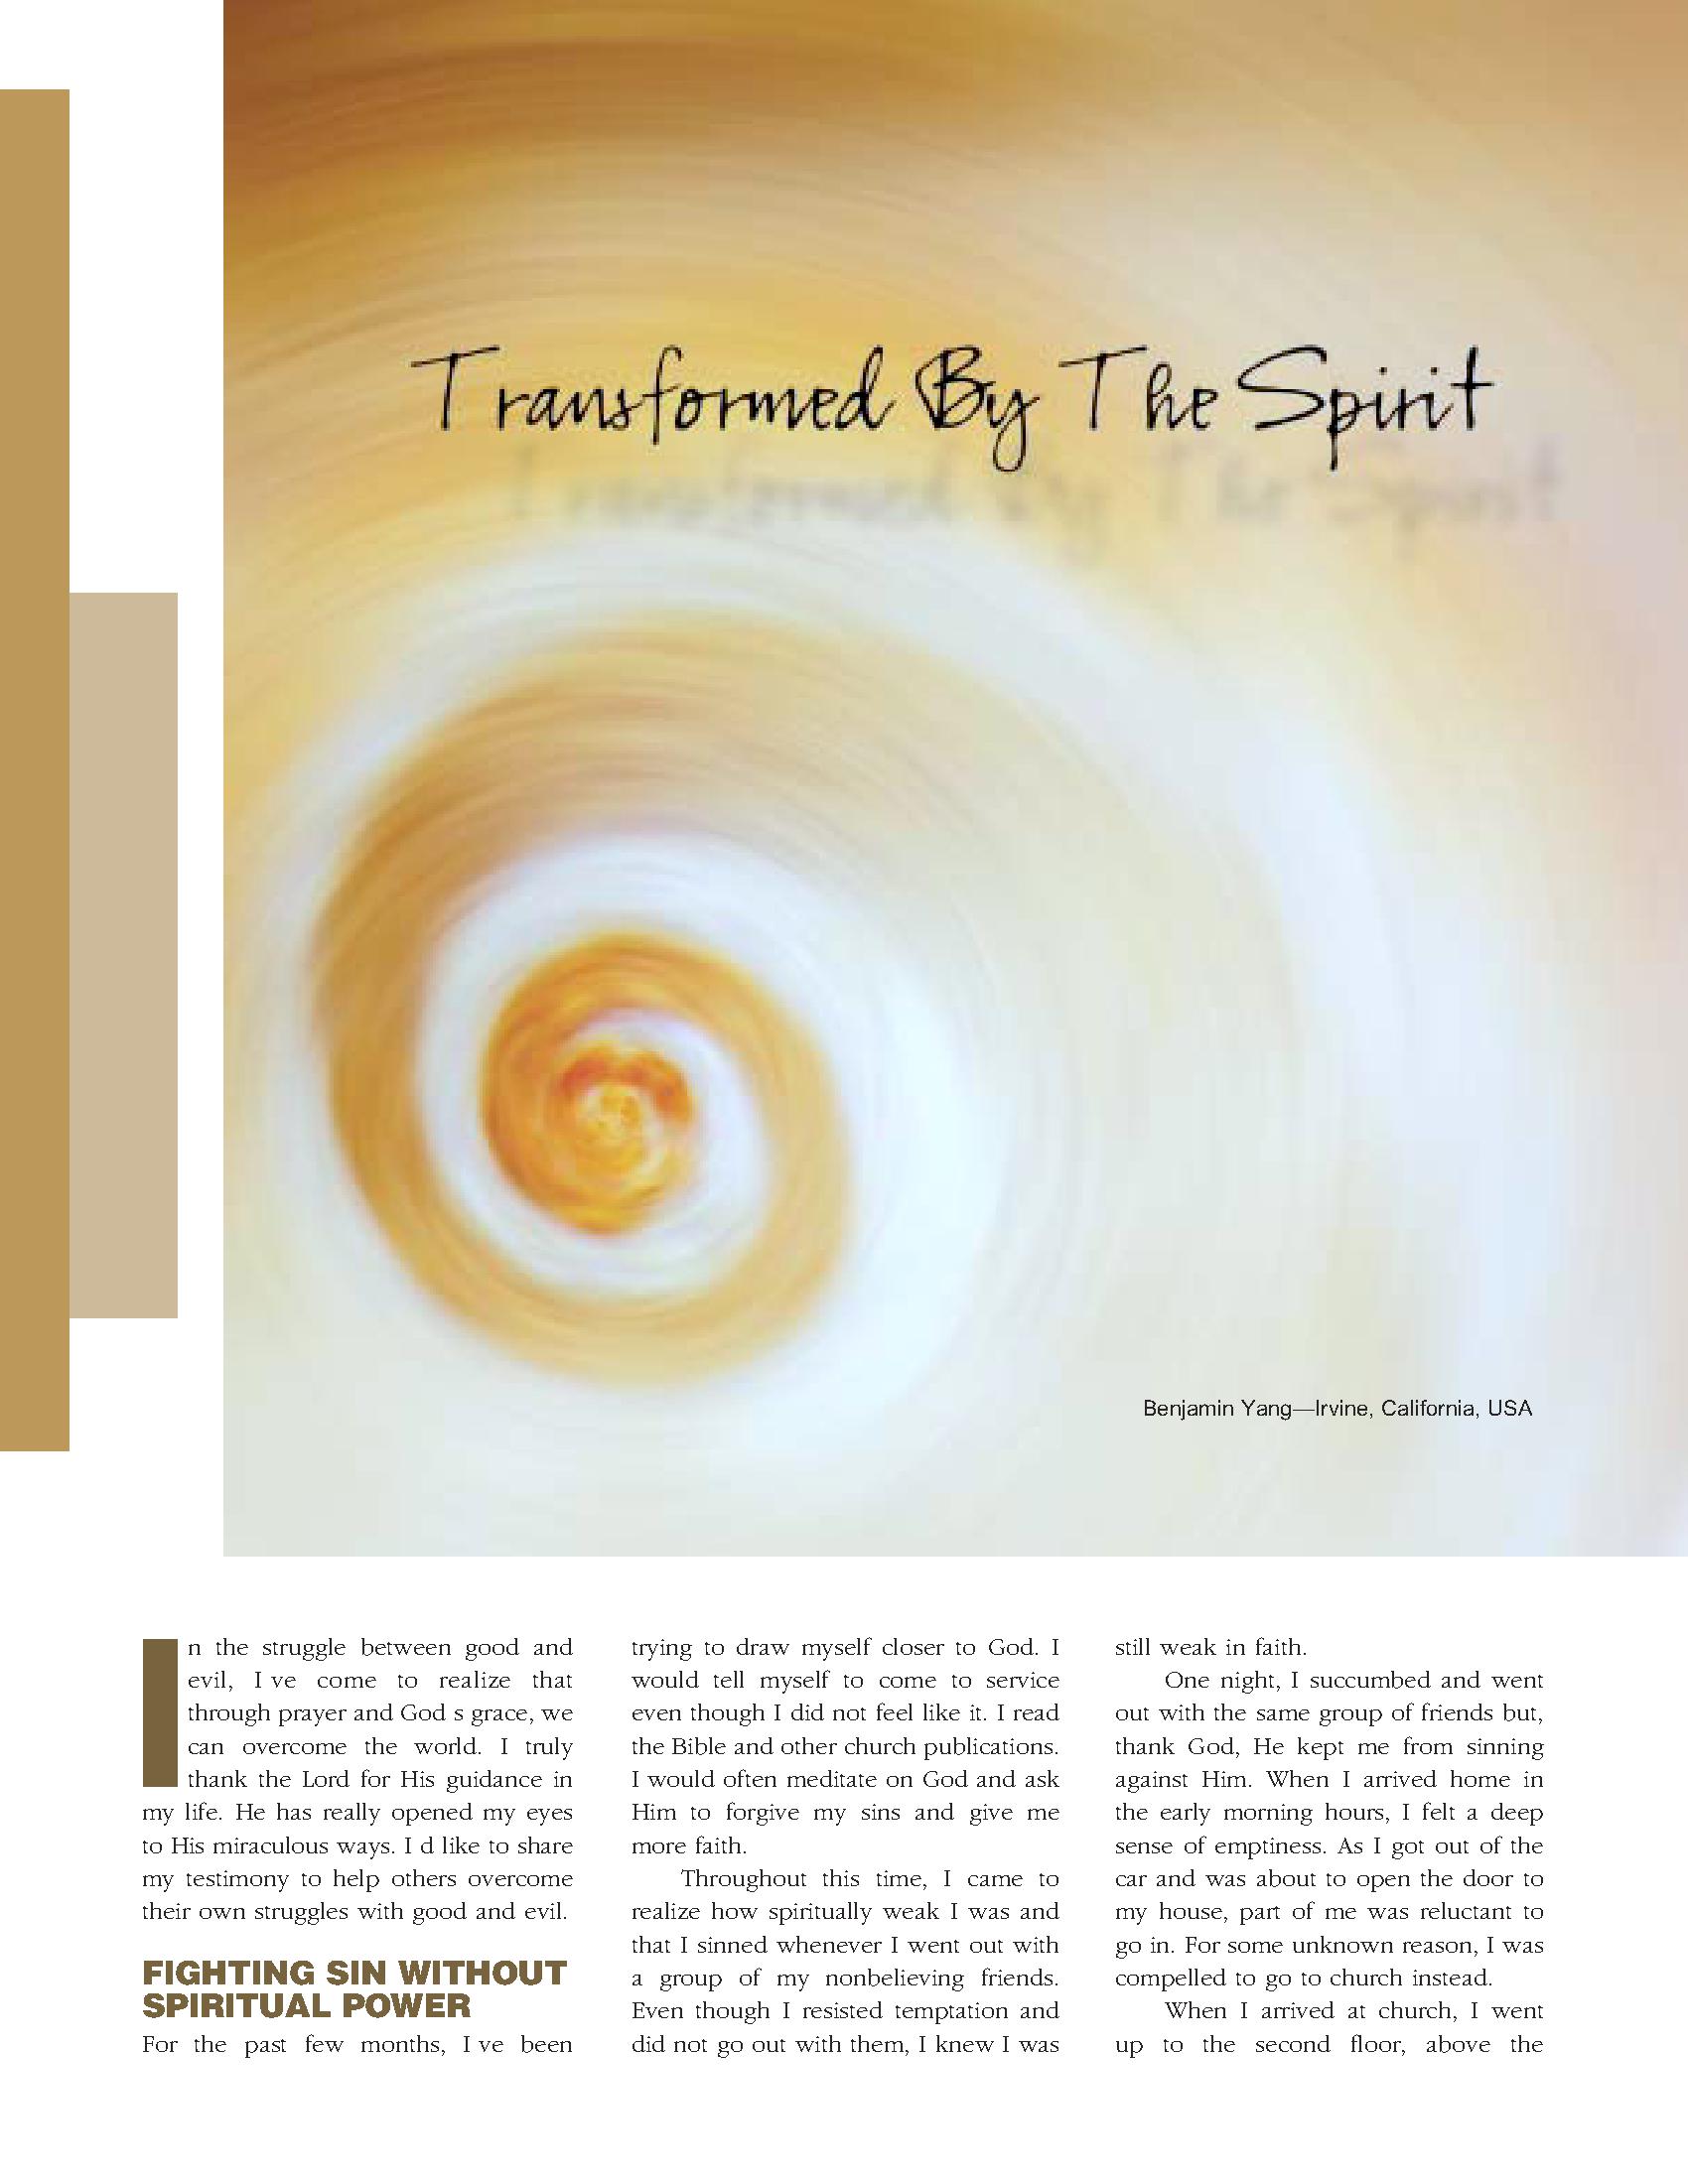 Transformed By The Spirit
Benjamin Yang—Irvine, California, USA
In the struggle between good and
evil, I ve come to realize that
through prayer and God s grace, we
can overcome the world. I truly
thank the Lord for His guidance in
my life. He has really opened my eyes
to His miraculous ways. I d like to share
my testimony to help others overcome
their own struggles with good and evil.
FIGHTING SIN WITHOUT
SPIRITUAL POWER
For the past few months, I ve been
trying to draw myself closer to God. I
would tell myself to come to service
even though I did not feel like it. I read
the Bible and other church publications.
I would often meditate on God and ask
Him to forgive my sins and give me
more faith.
Throughout this time, I came to
realize how spiritually weak I was and
that I sinned whenever I went out with
a group of my nonbelieving friends.
Even though I resisted temptation and
did not go out with them, I knew I was
still weak in faith.
One night, I succumbed and went
out with the same group of friends but,
thank God, He kept me from sinning
against Him. When I arrived home in
the early morning hours, I felt a deep
sense of emptiness. As I got out of the
car and was about to open the door to
my house, part of me was reluctant to
go in. For some unknown reason, I was
compelled to go to church instead.
When I arrived at church, I went
up to the second floor, above the